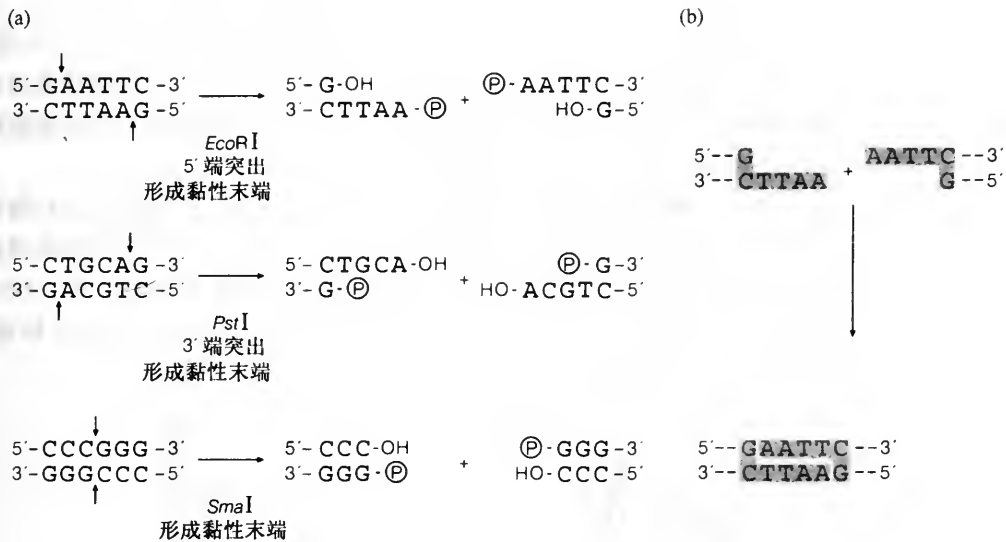 (a)
5′-GAATTC-3′
3′-CTTAAG-5′
5′-G-OH
3′-CTTAA-Ⓟ
+
Ⓟ-AATTC-3′
HO-G-5′
EcoRⅠ
5′端突出
形成黏性末端
5′-CTGCAG-3′
3′-GACGTC-5′
5′-CTGCA-OH
3′-G-Ⓟ
+
Ⓟ-G-3′
HO-ACGTC-5′
PstⅠ
3′端突出
形成黏性末端
5′-CCCGGG-3′
3′-GGGCCC-5′
5′-CCC-OH
3′-GGG-Ⓟ
+
Ⓟ-GGG-3′
HO-CCC-5′
SmaⅠ
形成黏性末端
(b)
5′--G
3′--CTTAA
+
AATTC--3′
G--5′
5′--GAATTC--3′
3′--CTTAAG--5′